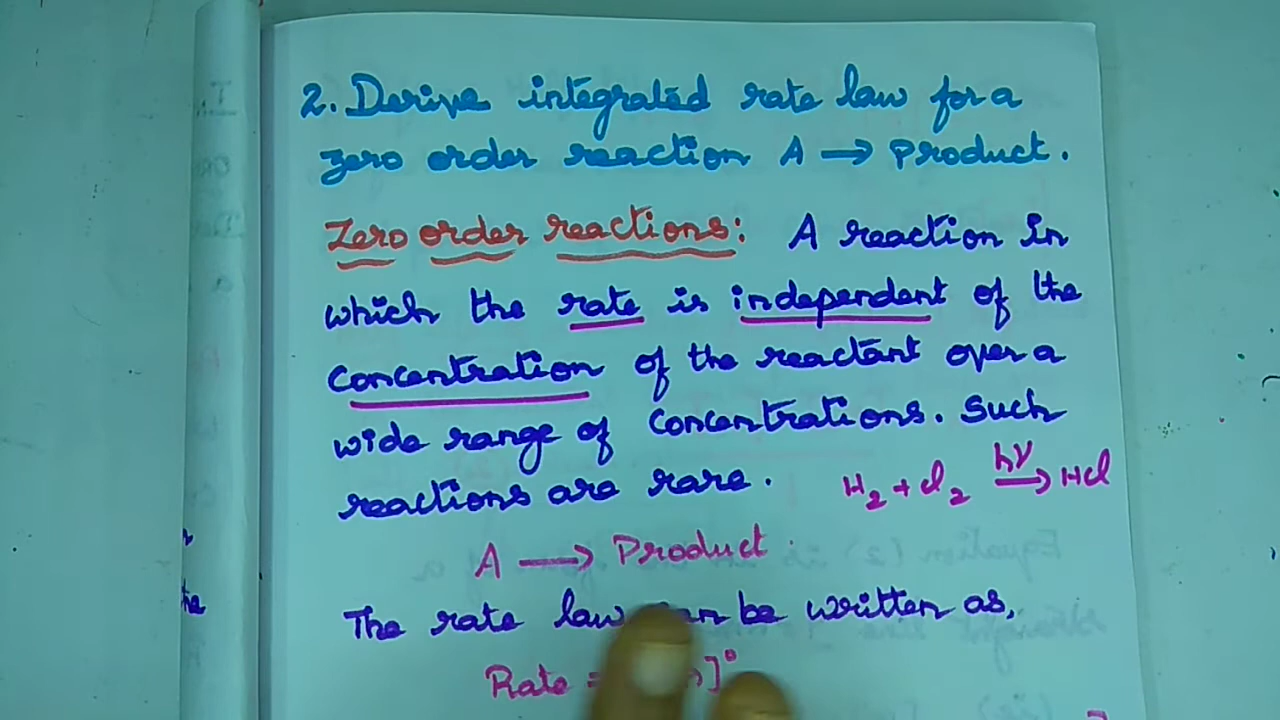 2. Derive integrated rate law for a
zero order reaction A → Product.
Zero order reactions: A reaction in
which the rate is independent of the
concentration of the reactant over a
wide range of concentrations. Such
reactions are rare.
H₂ + Cl₂ hν → HCl
A → Product.
The rate law can be written as,
Rate =